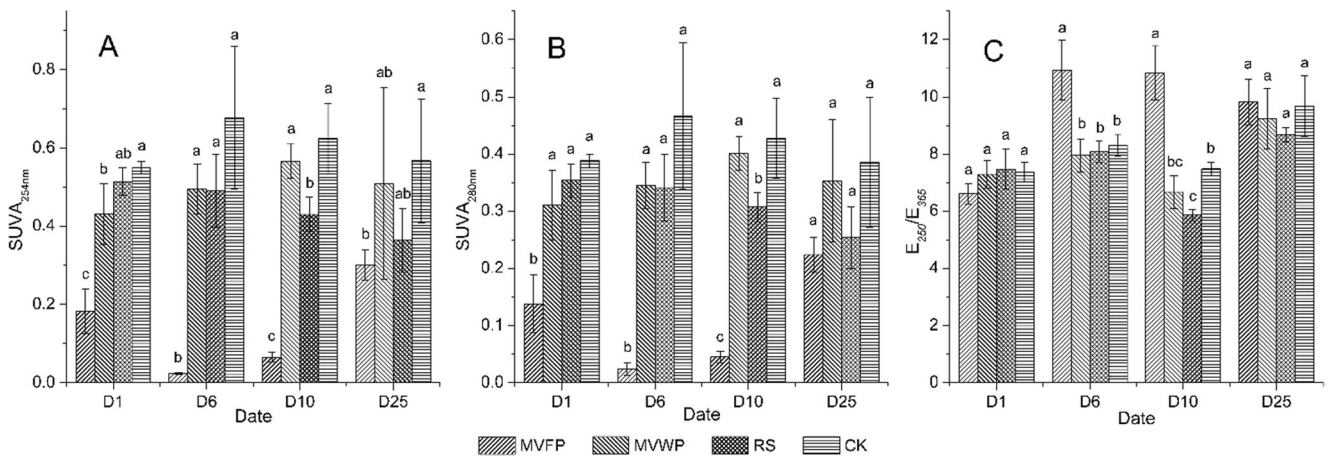 A
SUVA254nm
0.8
0.6
0.4
0.2
0.0
c
b
ab
a
b
a
a
a
c
a
b
a
b
ab
ab
a
D1
D6
D10
D25
Date
B
SUVA280nm
0.6
0.5
0.4
0.3
0.2
0.1
0.0
b
a
a
a
b
a
a
a
c
a
b
a
a
a
a
a
D1
D6
D10
D25
Date
C
E250/E365
12
10
8
6
4
2
0
a
a
a
a
a
b
b
b
a
bc
c
b
a
a
a
a
D1
D6
D10
D25
Date
MVFP
MVWP
RS
CK